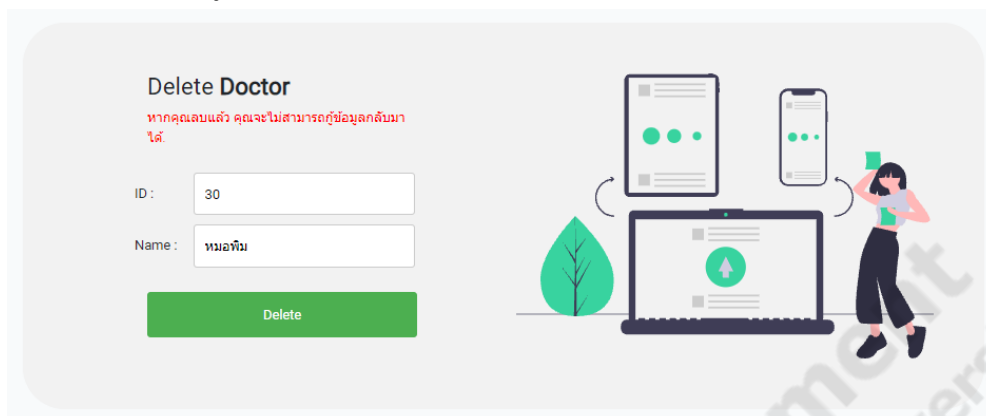 Delete Doctor
หากคุณลบแล้ว คุณจะไม่สามารถกู้ข้อมูลกลับมา
ได้.
ID : 30
Name : หมอพิม
Delete